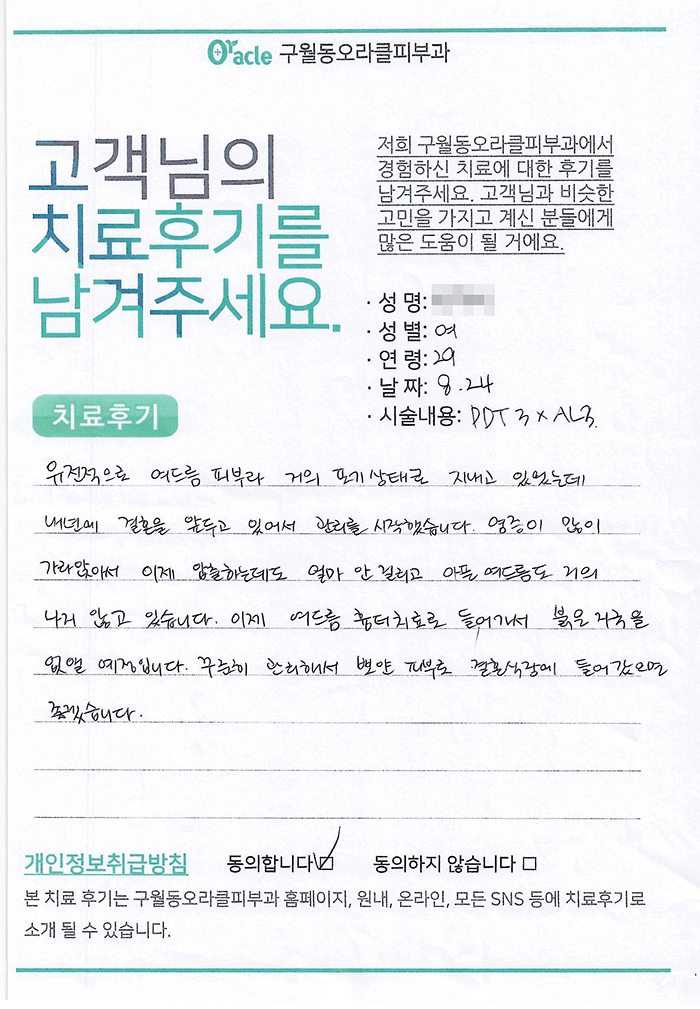 Oracle 구월동오라클피부과
고객님의
치료후기를
남겨주세요.
저희 구월동오라클피부과에서
경험하신 치료에 대한 후기를
남겨주세요. 고객님과 비슷한
고민을 가지고 계신 분들에게
많은 도움이 될 거에요.
· 성 명:
· 성 별: 여
· 연 령: 29
· 날 짜: 8.24
· 시술내용: PDT 3 x AL3.
치료후기
유전적으로 여드름 피부라 거의 포기상태로 지내고 있었는데
내년에 결혼을 앞두고 있어서 관리를 시작했습니다. 염증이 많이
가라앉아서 이제 압출하는데도 얼마 안 걸리고 아픈 여드름도 거의
나지 않고 있습니다. 이제 여드름 흉터치료로 들어가서 붉은 자국을
없앨 예정입니다. 꾸준히 관리해서 뽀얀 피부로 결혼식장에 들어갔으면
좋겠습니다.
개인정보취급방침 동의합니다 ☑ 동의하지 않습니다 □
본 치료 후기는 구월동오라클피부과 홈페이지, 원내, 온라인, 모든 SNS 등에 치료후기로
소개 될 수 있습니다.